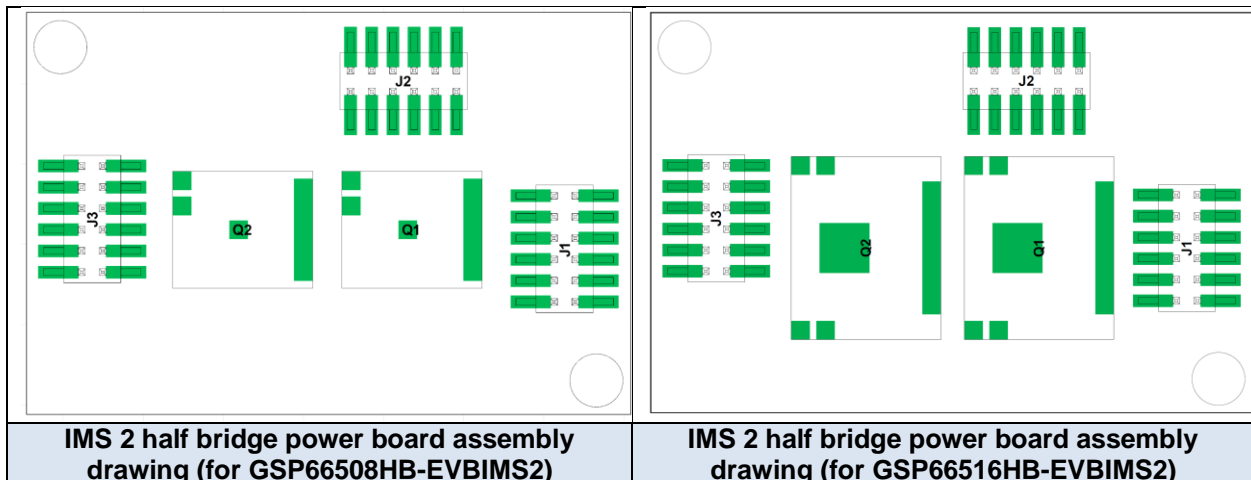 J2
J3
Q2
Q1
J1
IMS 2 half bridge power board assembly
drawing (for GSP66508HB-EVBIMS2)
J2
J3
Q2
Q1
J1
IMS 2 half bridge power board assembly
drawing (for GSP66516HB-EVBIMS2)